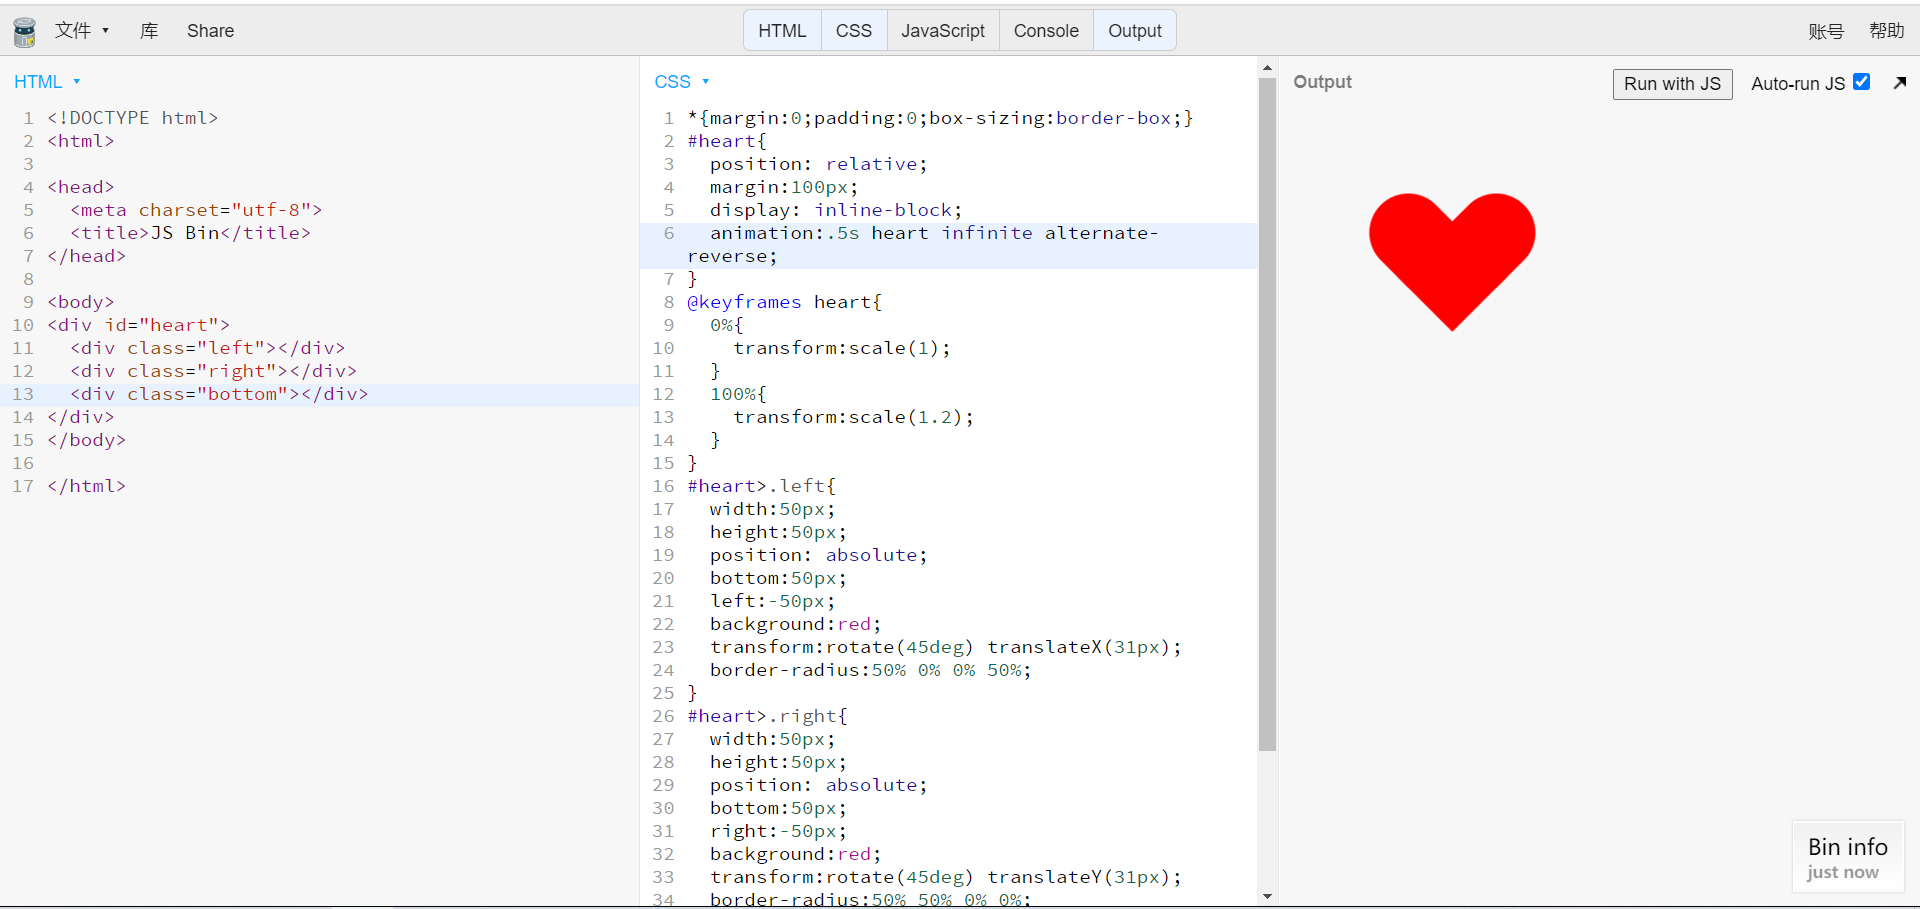 文件 ▾ 库 Share HTML CSS JavaScript Console Output 账号 帮助
HTML ▾
1 <!DOCTYPE html>
2 <html>
3
4 <head>
5   <meta charset="utf-8">
6   <title>JS Bin</title>
7 </head>
8
9 <body>
10 <div id="heart">
11   <div class="left"></div>
12   <div class="right"></div>
13   <div class="bottom"></div>
14 </div>
15 </body>
16
17 </html>
CSS ▾
1 *{margin:0;padding:0;box-sizing:border-box;}
2 #heart{
3   position: relative;
4   margin:100px;
5   display: inline-block;
6   animation:.5s heart infinite alternate-
reverse;
7 }
8 @keyframes heart{
9   0%{
10     transform:scale(1);
11   }
12   100%{
13     transform:scale(1.2);
14   }
15 }
16 #heart>.left{
17   width:50px;
18   height:50px;
19   position: absolute;
20   bottom:50px;
21   left:-50px;
22   background:red;
23   transform:rotate(45deg) translateX(31px);
24   border-radius:50% 0% 0% 50%;
25 }
26 #heart>.right{
27   width:50px;
28   height:50px;
29   position: absolute;
30   bottom:50px;
31   right:-50px;
32   background:red;
33   transform:rotate(45deg) translateY(31px);
34   border-radius:50% 50% 0% 0%;
Output Run with JS Auto-run JS
Bin info
just now